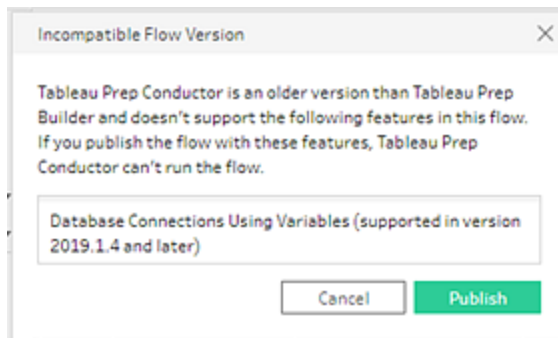 Incompatible Flow Version
Tableau Prep Conductor is an older version than Tableau Prep
Builder and doesn't support the following features in this flow.
If you publish the flow with these features, Tableau Prep
Conductor can't run the flow.
Database Connections Using Variables (supported in version
2019.1.4 and later)
Cancel
Publish